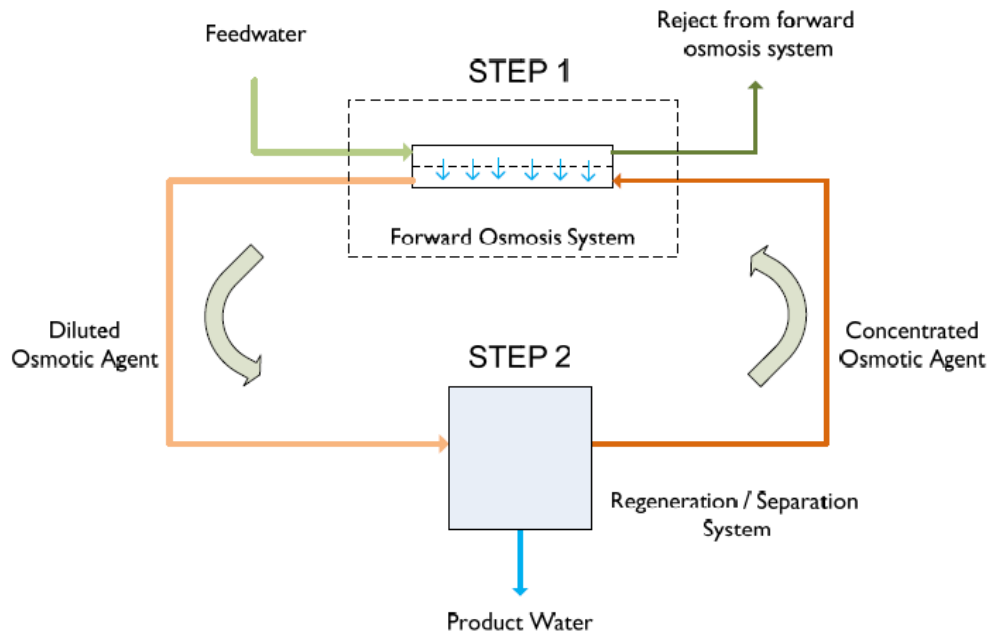 Feedwater
Reject from forward
osmosis system
STEP 1
Forward Osmosis System
Diluted
Osmotic Agent
STEP 2
Concentrated
Osmotic Agent
Regeneration / Separation
System
Product Water